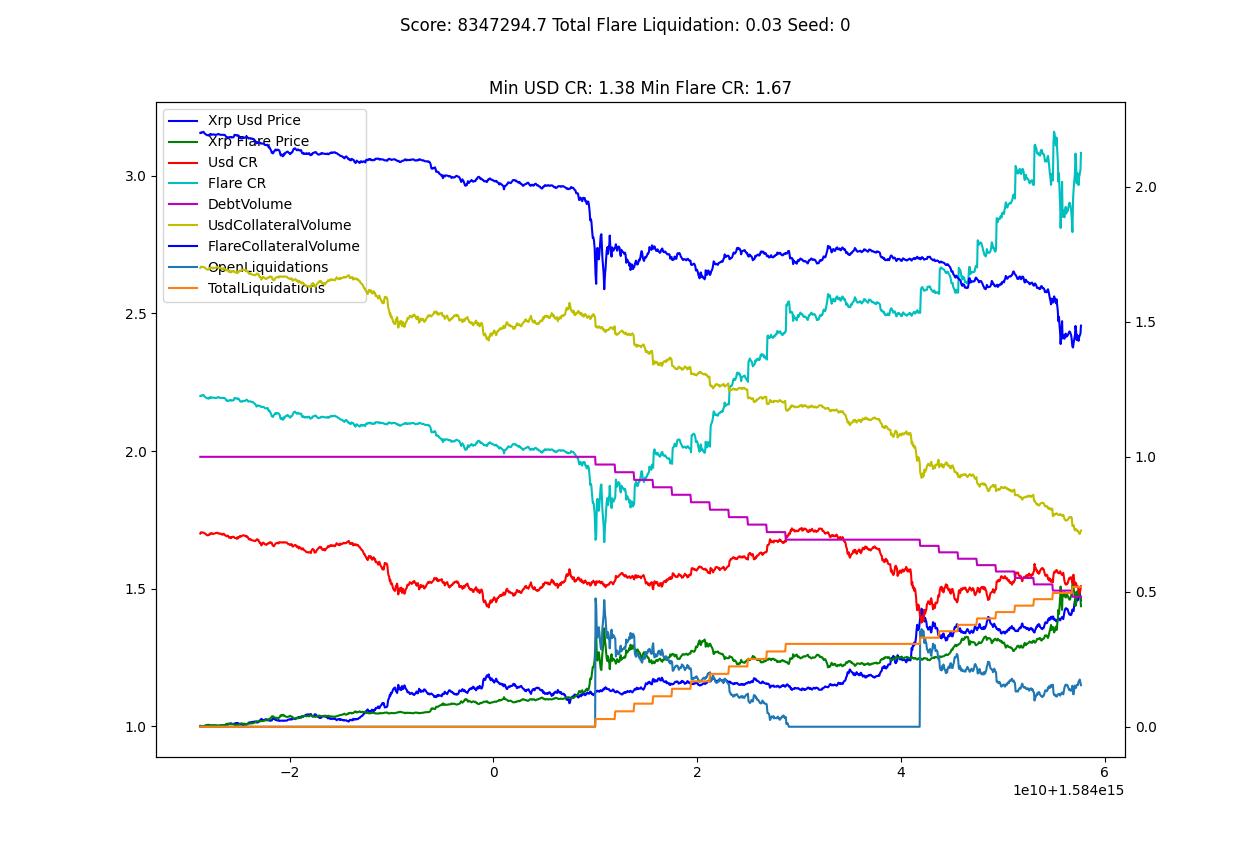 Score: 8347294.7 Total Flare Liquidation: 0.03 Seed: 0
Min USD CR: 1.38 Min Flare CR: 1.67
Xrp Usd Price
Xrp Flare Price
Usd CR
Flare CR
DebtVolume
UsdCollateralVolume
FlareCollateralVolume
OpenLiquidations
TotalLiquidations
3.0
2.5
2.0
1.5
1.0
2.0
1.5
1.0
0.5
0.0
−2
0
2
4
6
1e10+1.584e15